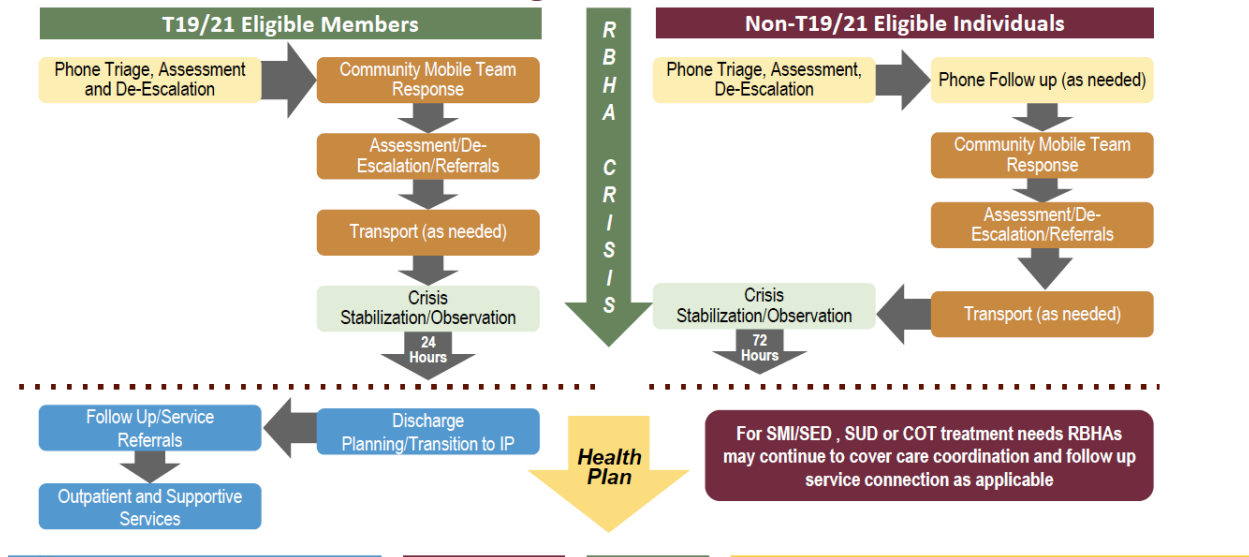 T19/21 Eligible Members
Phone Triage, Assessment
and De-Escalation
Community Mobile Team
Response
Assessment/De-
Escalation/Referrals
Transport (as needed)
Crisis
Stabilization/Observation
24
Hours
R
B
H
A
C
R
I
S
I
S
Non-T19/21 Eligible Individuals
Phone Triage, Assessment,
De-Escalation
Phone Follow up (as needed)
Community Mobile Team
Response
Assessment/De-
Escalation/Referrals
Transport (as needed)
Crisis
Stabilization/Observation
72
Hours
Follow Up/Service
Referrals
Discharge
Planning/Transition to IP
Outpatient and Supportive
Services
Health
Plan
For SMI/SED , SUD or COT treatment needs RBHAs
may continue to cover care coordination and follow up
service connection as applicable